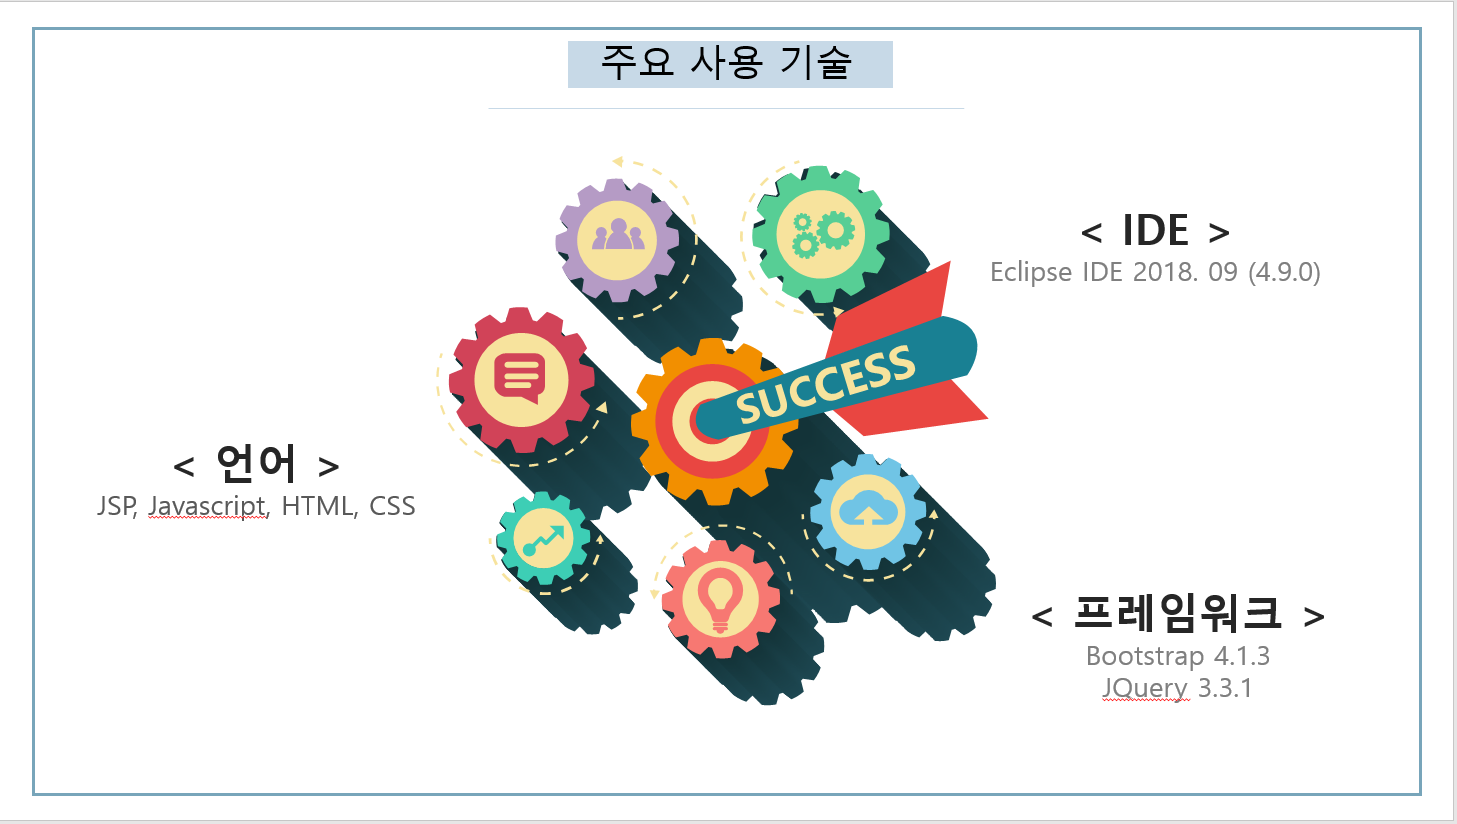 주요 사용 기술
< IDE >
Eclipse IDE 2018. 09 (4.9.0)
SUCCESS
< 언어 >
JSP, Javascript, HTML, CSS
< 프레임워크 >
Bootstrap 4.1.3
JQuery 3.3.1